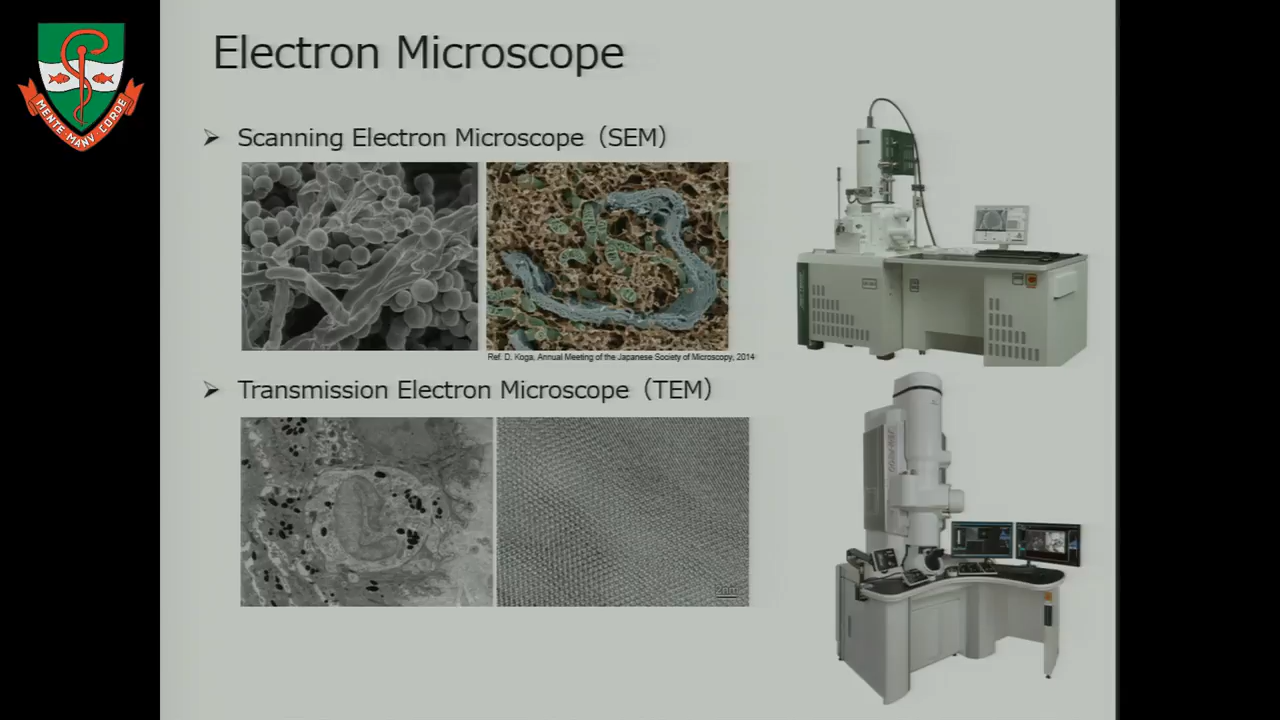 MENTE MANV CORDE
Electron Microscope
➢ Scanning Electron Microscope（SEM）
Ref. D. Koga, Annual Meeting of the Japanese Society of Microscopy, 2014
➢ Transmission Electron Microscope（TEM）
2nm